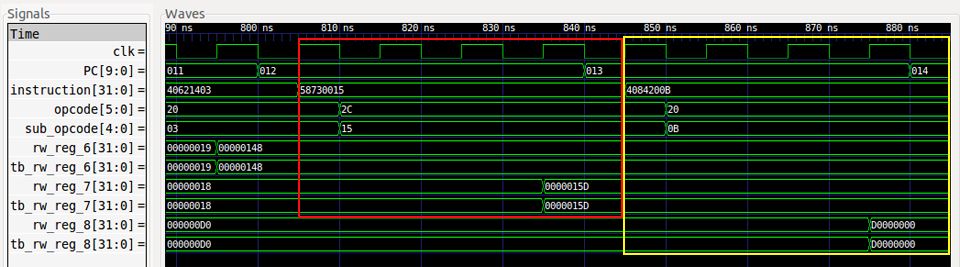 Signals
Waves
Time
90 ns 800 ns 810 ns 820 ns 830 ns 840 ns 850 ns 860 ns 870 ns 880 ns
clk =
PC[9:0] = 011 012 013 014
instruction[31:0] = 40621403 58730015 4084200B
opcode[5:0] = 20 2C 20
sub_opcode[4:0] = 03 15 0B
rw_reg_6[31:0] = 00000019 00000148
tb_rw_reg_6[31:0] = 00000019 00000148
rw_reg_7[31:0] = 00000018 0000015D
tb_rw_reg_7[31:0] = 00000018 0000015D
rw_reg_8[31:0] = 000000D0 D0000000
tb_rw_reg_8[31:0] = 000000D0 D0000000